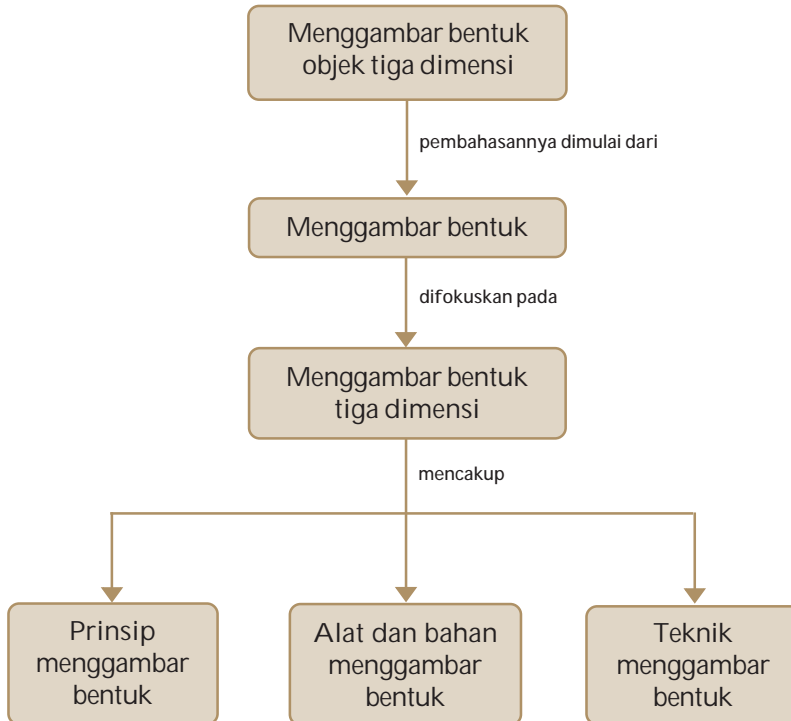 Menggambar bentuk
objek tiga dimensi
pembahasannya dimulai dari
Menggambar bentuk
difokuskan pada
Menggambar bentuk
tiga dimensi
mencakup
Prinsip
menggambar
bentuk
Alat dan bahan
menggambar
bentuk
Teknik
menggambar
bentuk